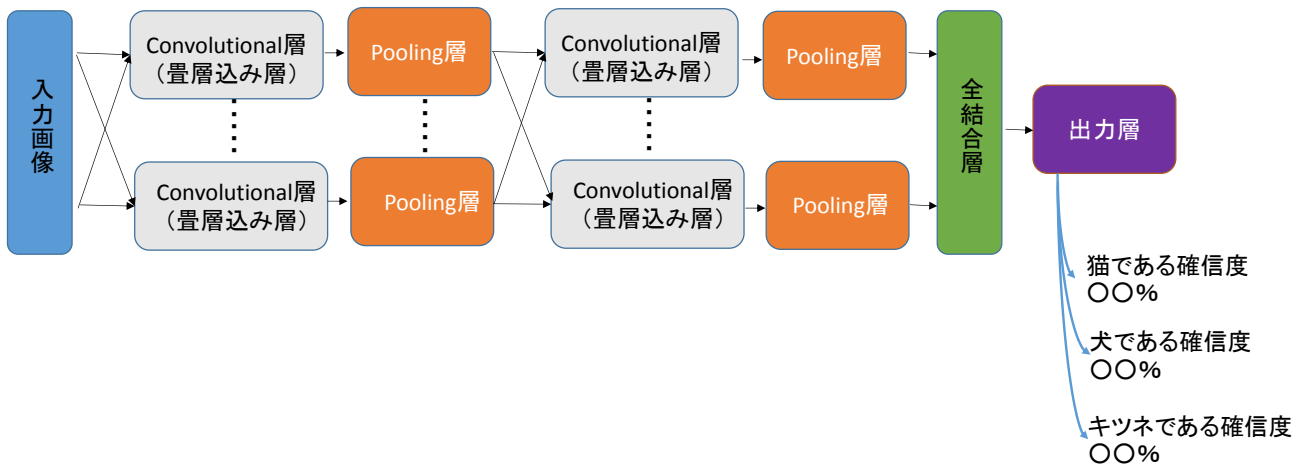 入力画像
Convolutional層
（畳層込み層）
Pooling層
Convolutional層
（畳層込み層）
Pooling層
Convolutional層
（畳層込み層）
Pooling層
Convolutional層
（畳層込み層）
Pooling層
全結合層
出力層
猫である確信度
〇〇%
犬である確信度
〇〇%
キツネである確信度
〇〇%